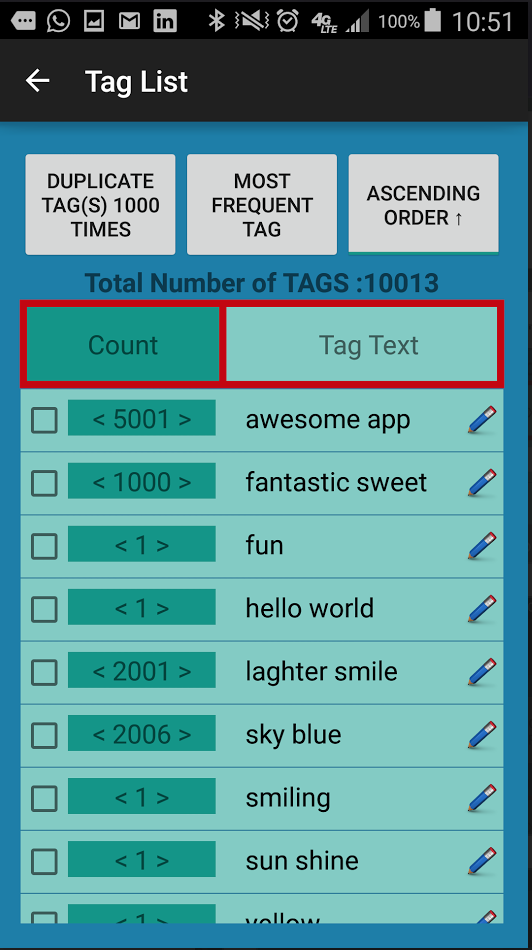 4G LTE 100% 10:51
Tag List
DUPLICATE
TAG(S) 1000
TIMES
MOST
FREQUENT
TAG
ASCENDING
ORDER ↑
Total Number of TAGS :10013
Count Tag Text
< 5001 > awesome app
< 1000 > fantastic sweet
< 1 > fun
< 1 > hello world
< 2001 > laghter smile
< 2006 > sky blue
< 1 > smiling
< 1 > sun shine
< 1 > yellow